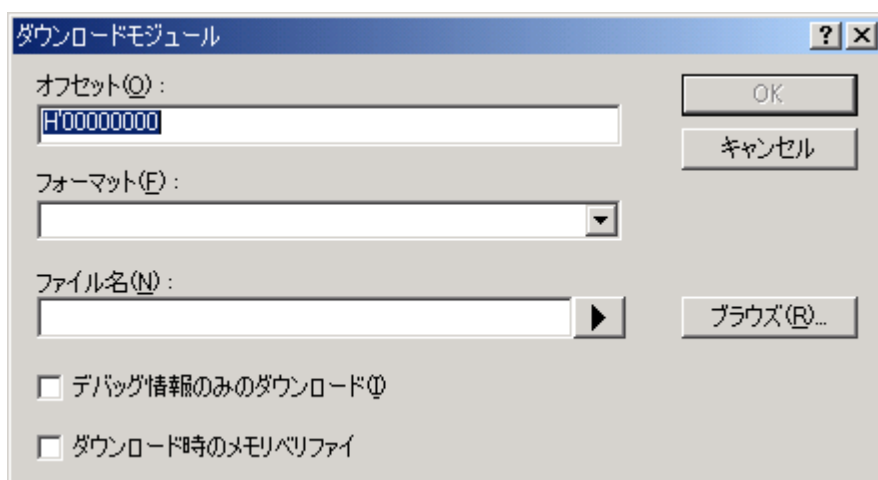 ダウンロードモジュール
オフセット(O) :
H'00000000
OK
キャンセル
フォーマット(F) :
ファイル名(N) :
ブラウズ(R)...
デバッグ情報のみのダウンロード(I)
ダウンロード時のメモリベリファイ